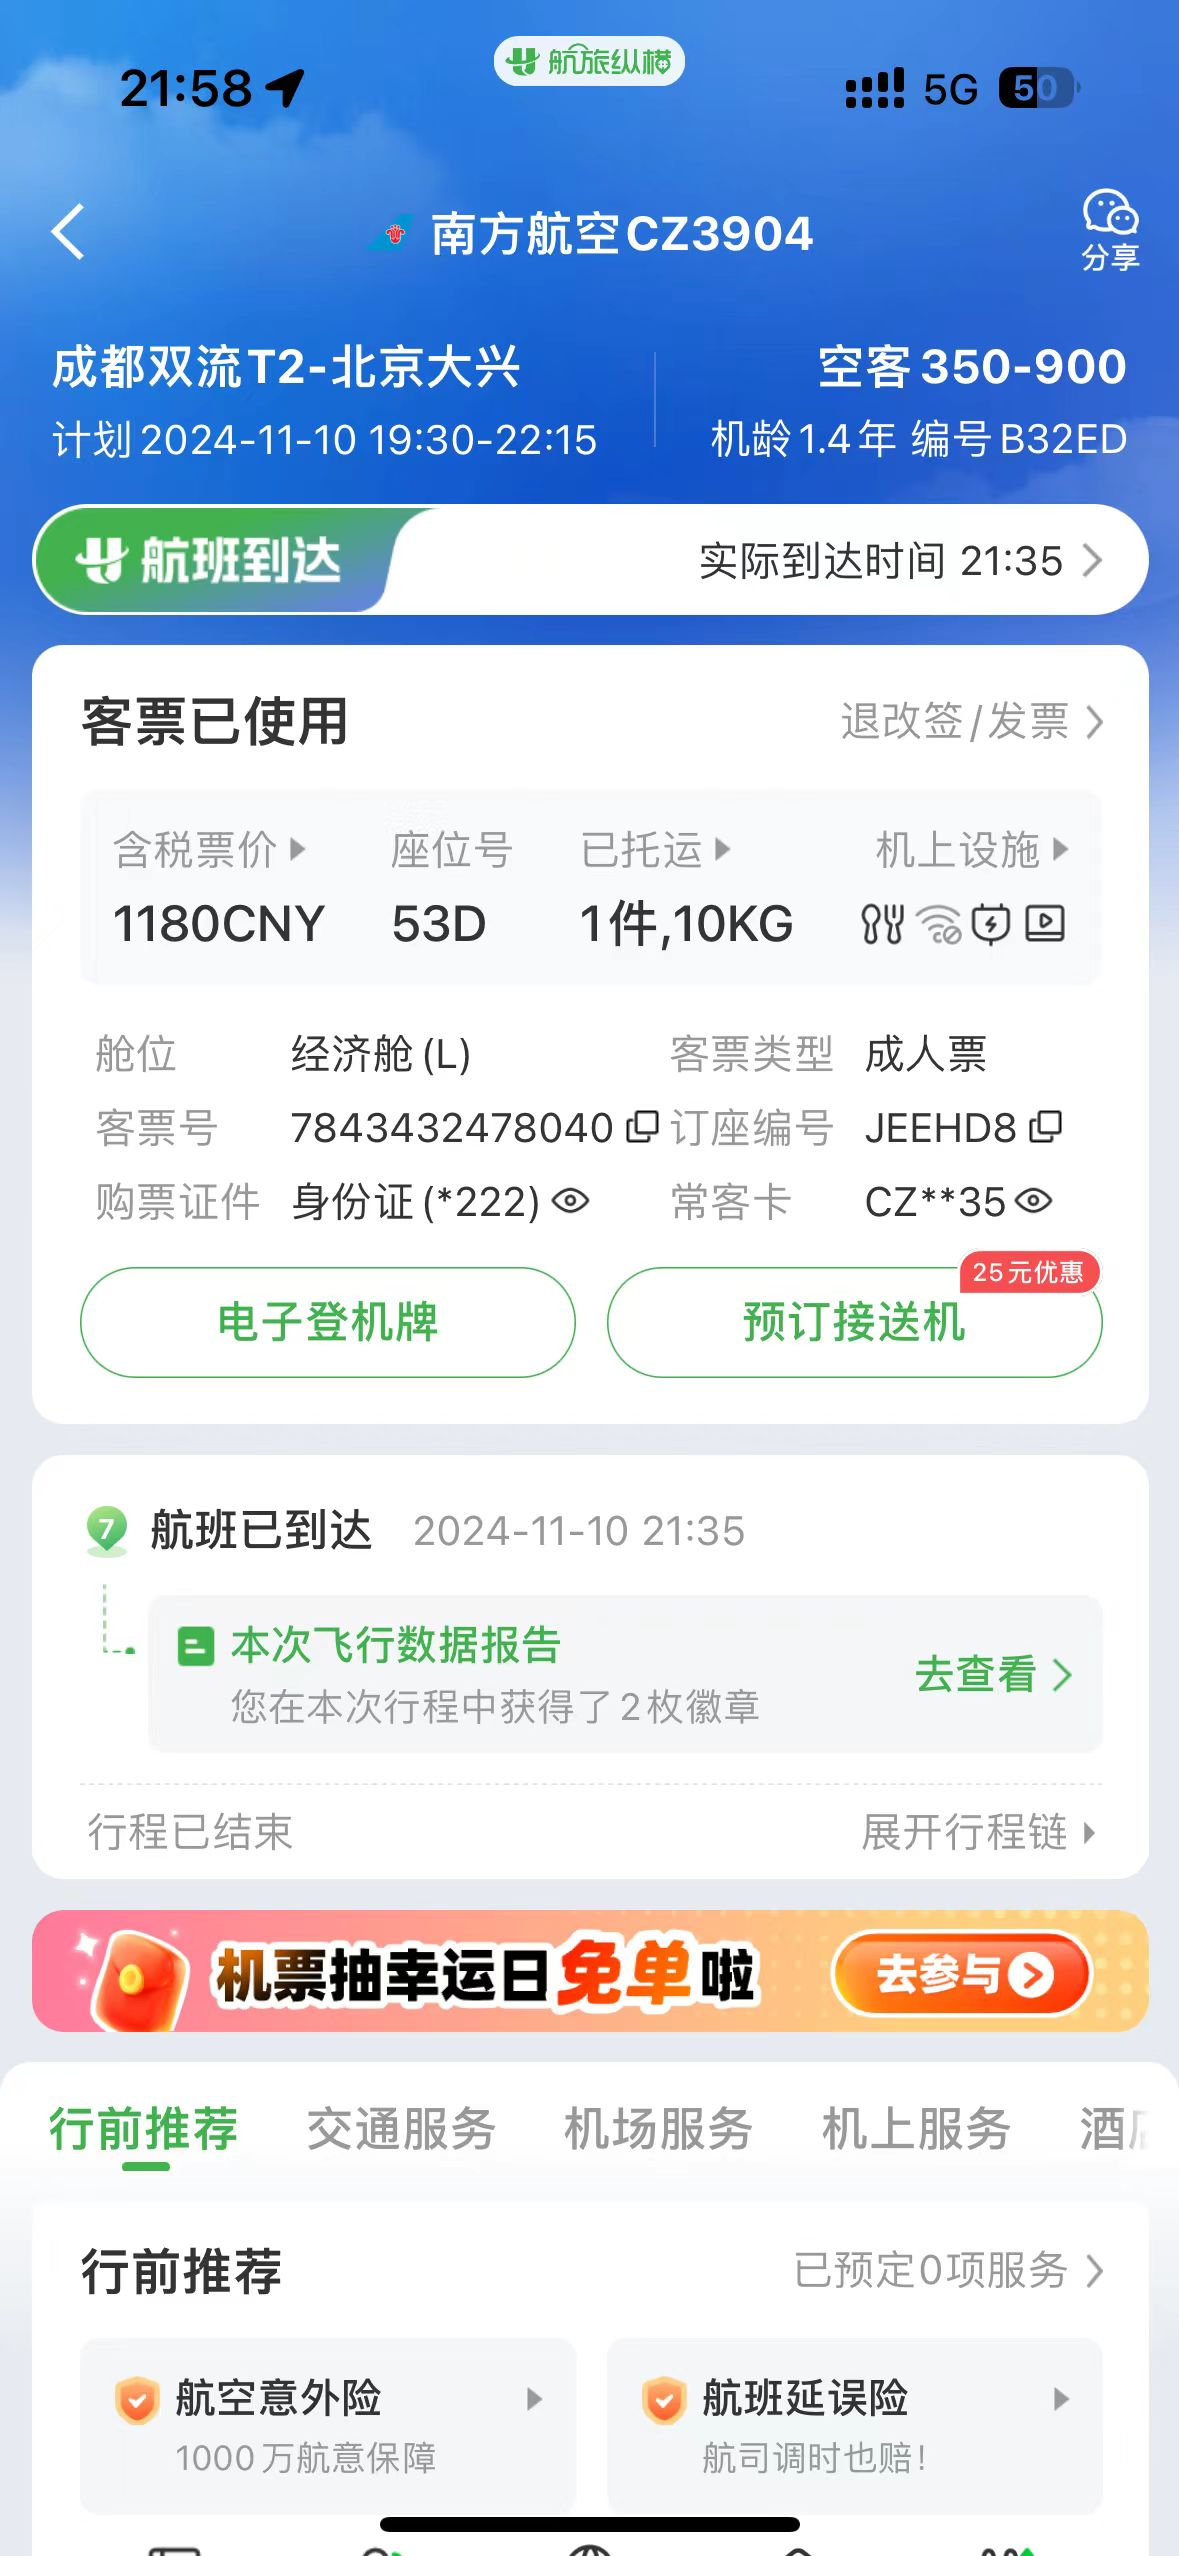 航旅纵横
21:58
5G
50
南方航空CZ3904
分享
成都双流T2-北京大兴
空客350-900
计划2024-11-10 19:30-22:15
机龄1.4年 编号B32ED
航班到达
实际到达时间 21:35
客票已使用
退改签/发票
含税票价
座位号
已托运
机上设施
1180CNY
53D
1件,10KG
舱位
经济舱(L)
客票类型
成人票
客票号
7843432478040
订座编号
JEEHD8
购票证件
身份证(*222)
常客卡
CZ**35
25元优惠
电子登机牌
预订接送机
7
航班已到达
2024-11-10 21:35
本次飞行数据报告
您在本次行程中获得了2枚徽章
去查看
行程已结束
展开行程链
机票抽幸运日免单啦
去参与
行前推荐
交通服务
机场服务
机上服务
酒
行前推荐
已预定0项服务
航空意外险
1000万航意保障
航班延误险
航司调时也赔!